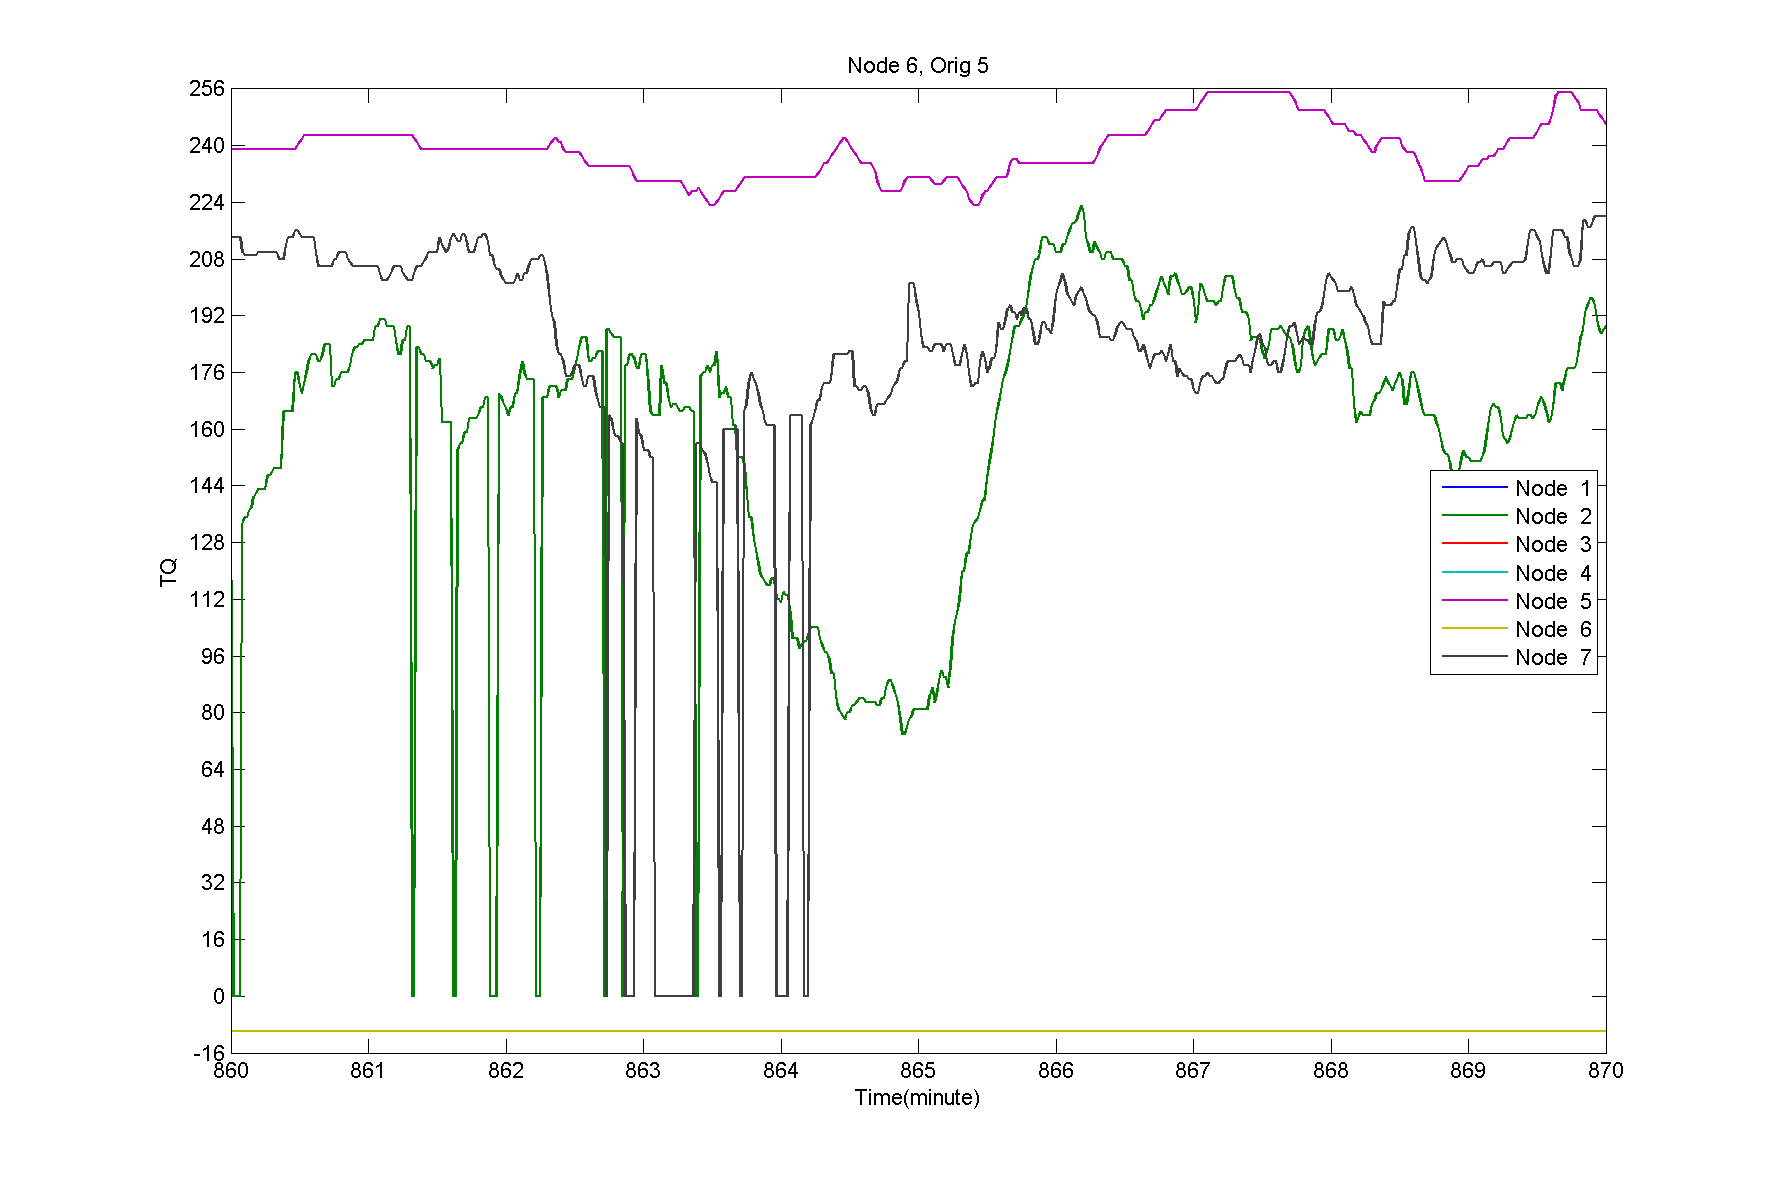 Node 6, Orig 5
256
240
224
208
192
176
160
144
128
112
96
80
64
48
32
16
0
-16
TQ
860 861 862 863 864 865 866 867 868 869 870
Time(minute)
Node 1
Node 2
Node 3
Node 4
Node 5
Node 6
Node 7